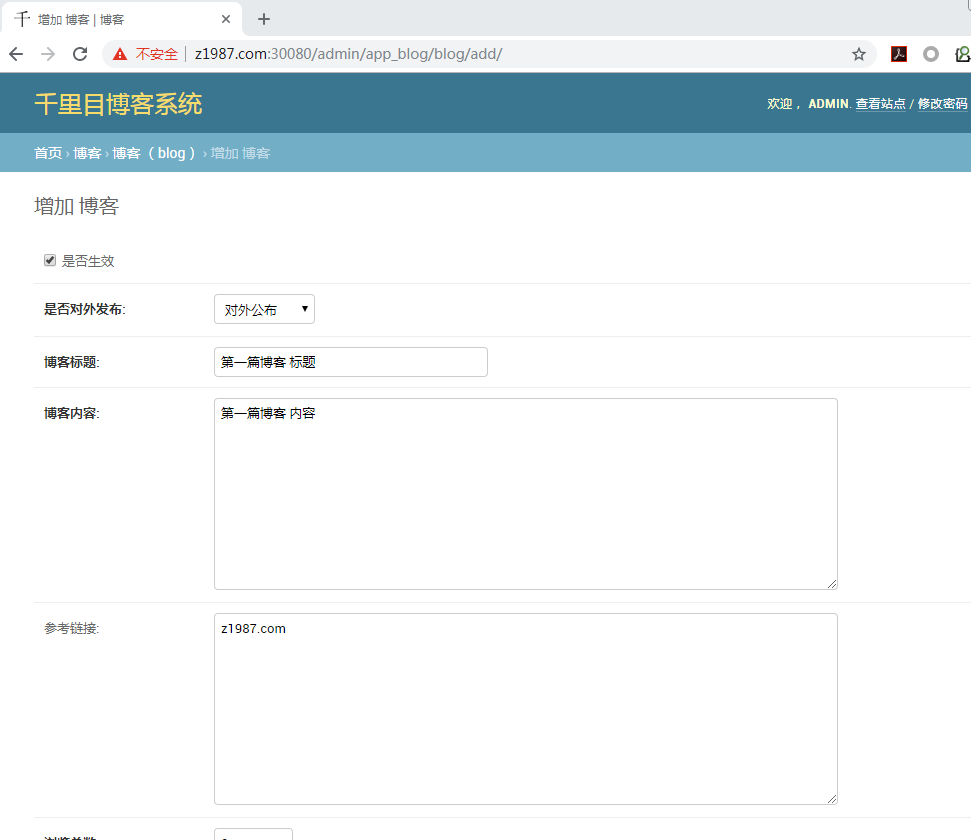 千 增加 博客 | 博客
不安全 | z1987.com:30080/admin/app_blog/blog/add/
千里目博客系统
欢迎， ADMIN. 查看站点 / 修改密码
首页 › 博客 › 博客 （ blog ） › 增加 博客
增加 博客
是否生效
是否对外发布: 对外公布
博客标题: 第一篇博客 标题
博客内容: 第一篇博客 内容
参考链接: z1987.com